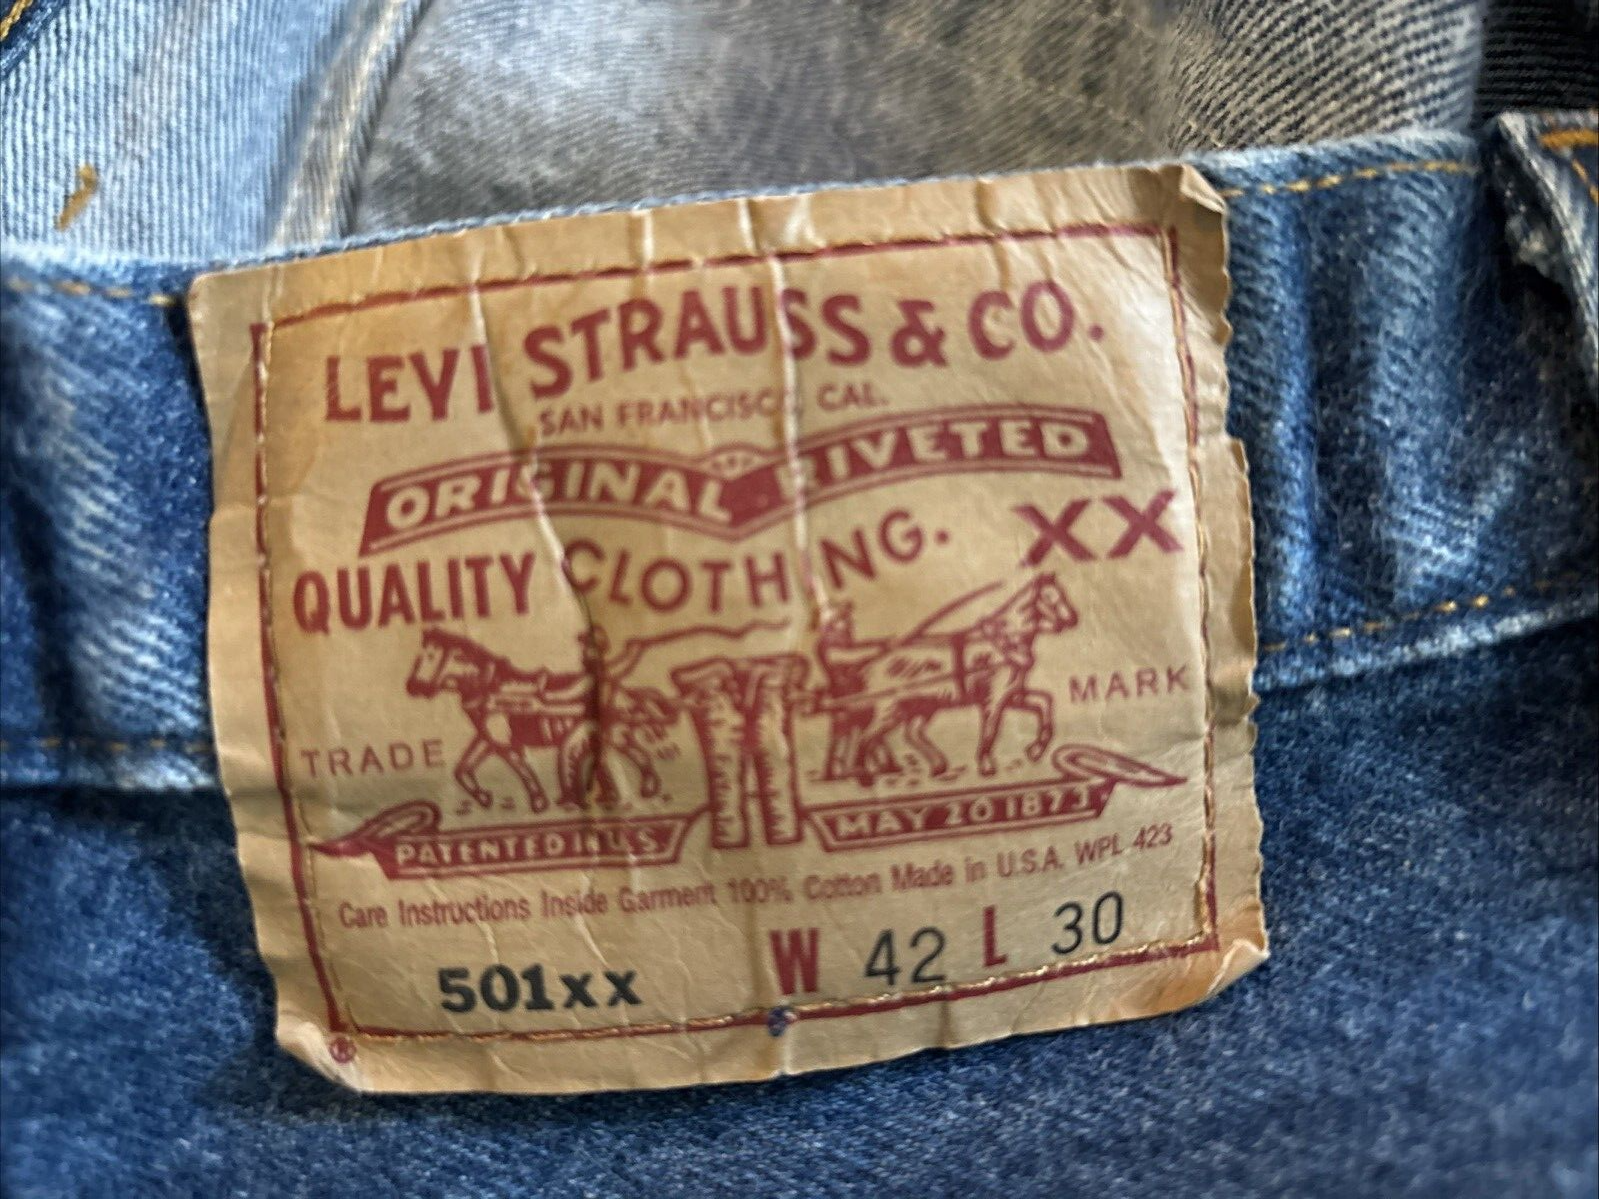 LEVI STRAUSS & CO.
SAN FRANCISCO, CAL.
ORIGINAL RIVETED
QUALITY CLOTHING. XX
TRADE MARK
PATENTED IN U.S MAY 20 1873
Care Instructions Inside Garment 100% Cotton Made in U.S.A. WPL 423
501xx W 42 L 30
®